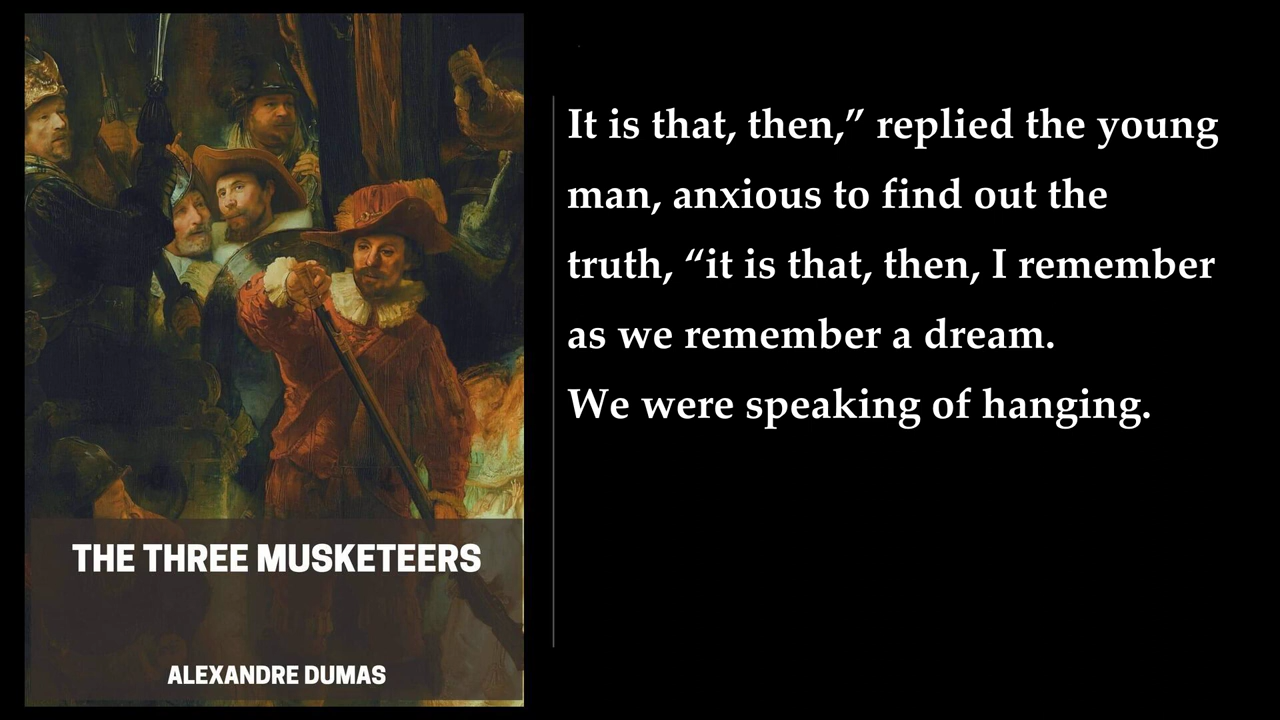 THE THREE MUSKETEERS
ALEXANDRE DUMAS
It is that, then,” replied the young
man, anxious to find out the
truth, “it is that, then, I remember
as we remember a dream.
We were speaking of hanging.